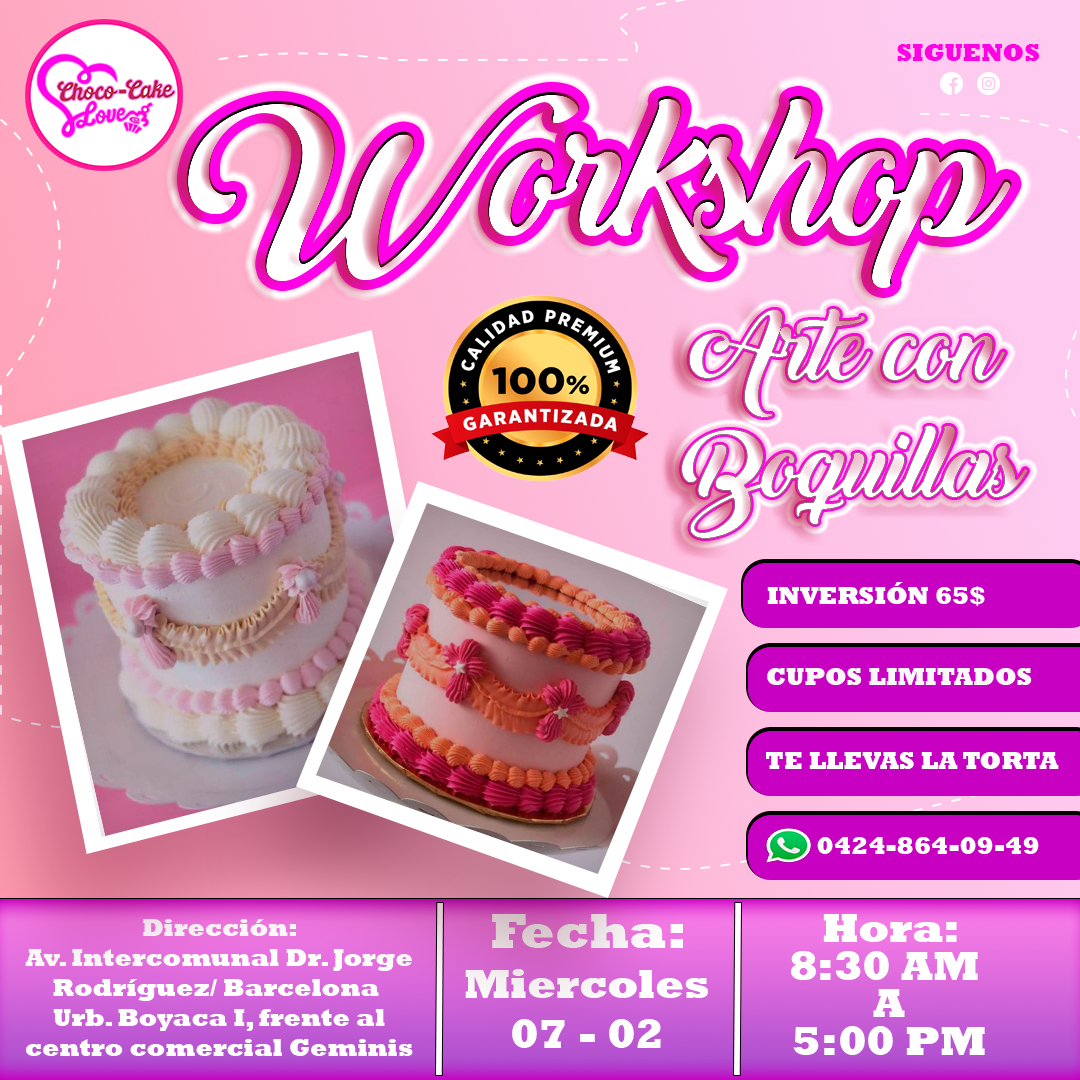 Choco-Cake
Love
SIGUENOS
Workshop
Arte con
Boquillas
CALIDAD PREMIUM
100%
GARANTIZADA
INVERSIÓN 65$
CUPOS LIMITADOS
TE LLEVAS LA TORTA
0424-864-09-49
Dirección:
Av. Intercomunal Dr. Jorge
Rodríguez/ Barcelona
Urb. Boyaca I, frente al
centro comercial Geminis
Fecha:
Miercoles
07 - 02
Hora:
8:30 AM
A
5:00 PM